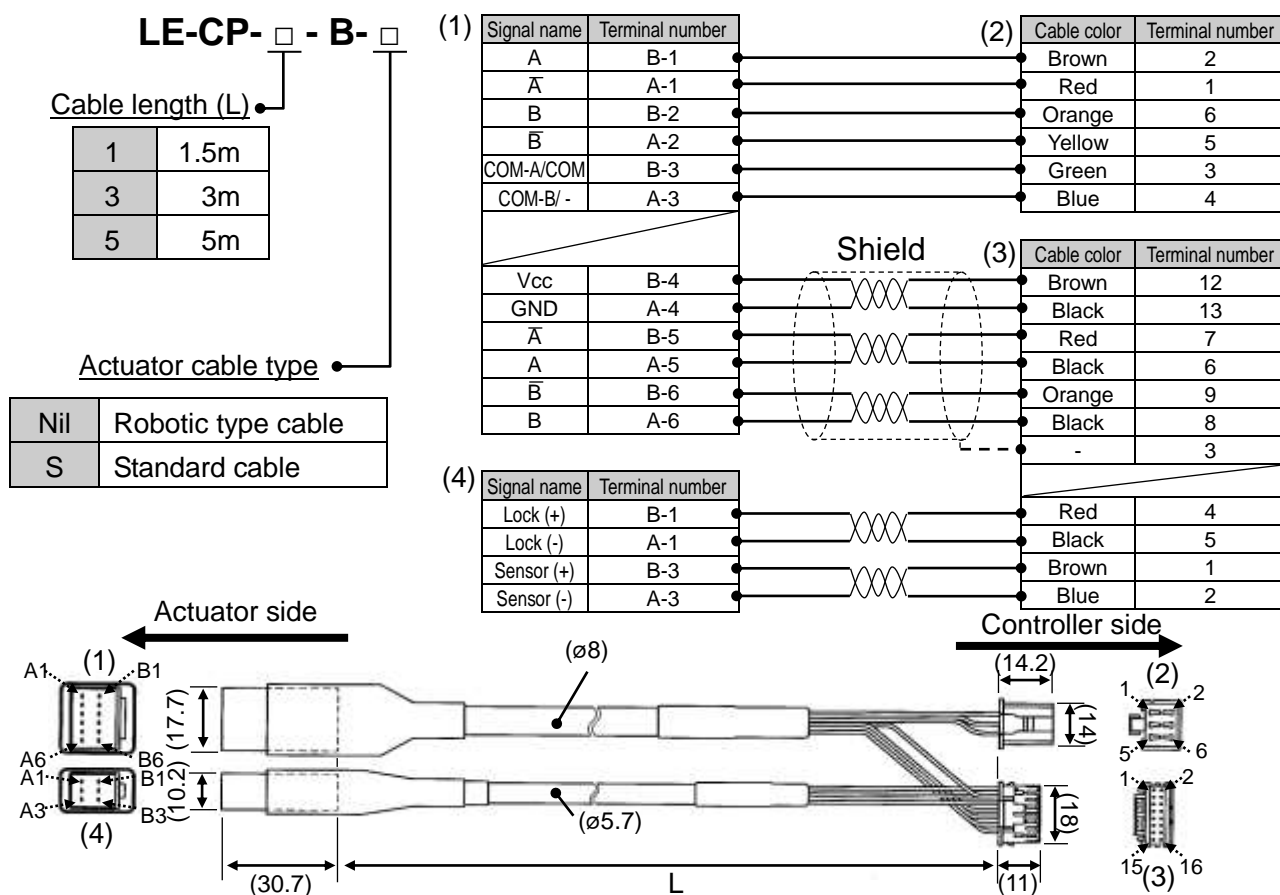 LE-CP- □ - B- □
Cable length (L)
1 1.5m
3 3m
5 5m
Actuator cable type
Nil Robotic type cable
S Standard cable
(1)
Signal name Terminal number
A B-1
A̅ A-1
B B-2
B̅ A-2
COM-A/COM B-3
COM-B/ - A-3
Vcc B-4
GND A-4
A̅ B-5
A A-5
B̅ B-6
B A-6
(2)
Cable color Terminal number
Brown 2
Red 1
Orange 6
Yellow 5
Green 3
Blue 4
Shield
(3)
Cable color Terminal number
Brown 12
Black 13
Red 7
Black 6
Orange 9
Black 8
- 3
Red 4
Black 5
Brown 1
Blue 2
(4)
Signal name Terminal number
Lock (+) B-1
Lock (-) A-1
Sensor (+) B-3
Sensor (-) A-3
Actuator side
Controller side
(1)
A1 B1
A6 B6
A1 B1
A3 B3
(4)
(17.7)
(10.2)
(30.7)
(ø8)
(ø5.7)
L
(14.2)
(14)
(18)
(11)
(2)
1 2
5 6
1 2
15 16
(3)